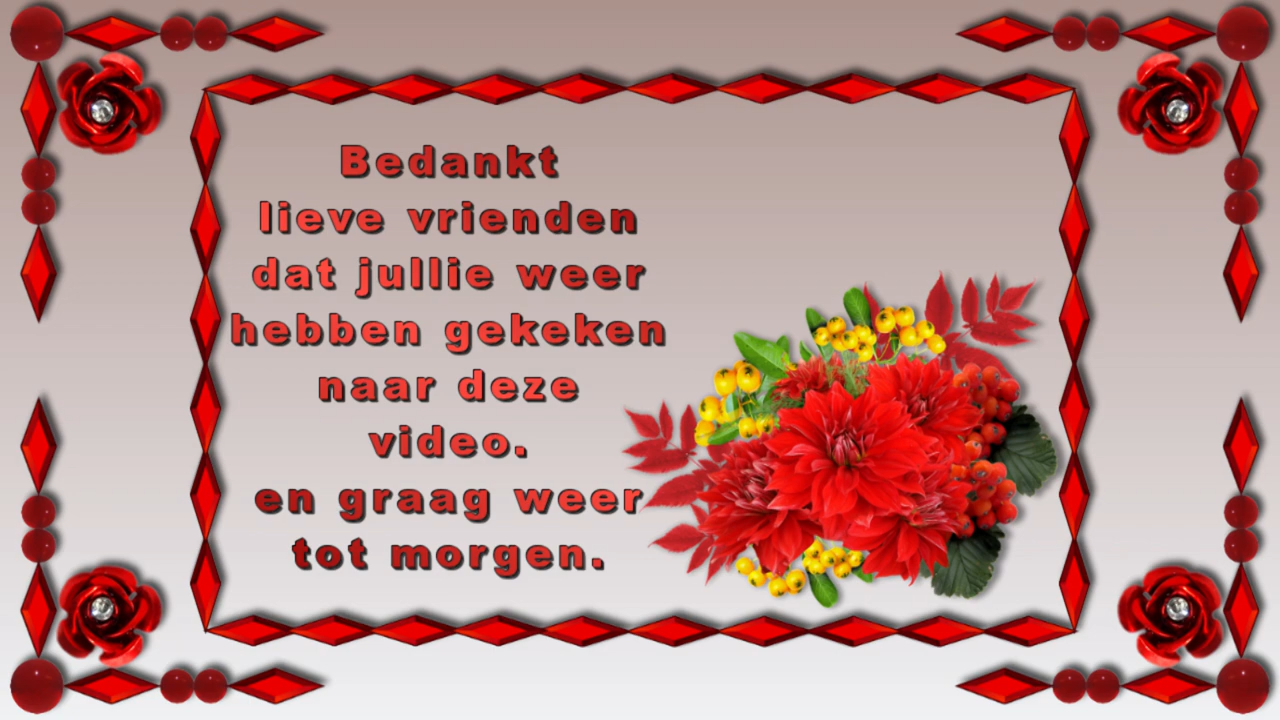 Bedankt
lieve vrienden
dat jullie weer
hebben gekeken
naar deze
video.
en graag weer
tot morgen.